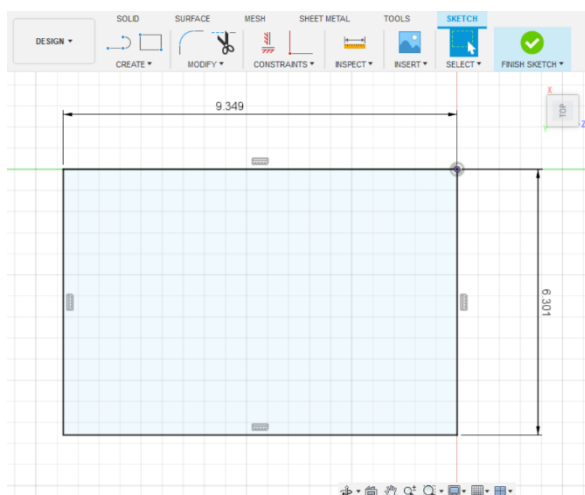 SOLID SURFACE MESH SHEET METAL TOOLS SKETCH
DESIGN ▾
CREATE ▾ MODIFY ▾ CONSTRAINTS ▾ INSPECT ▾ INSERT ▾ SELECT ▾ FINISH SKETCH ▾
X
TOP
Y
-Z
9.349
6.301